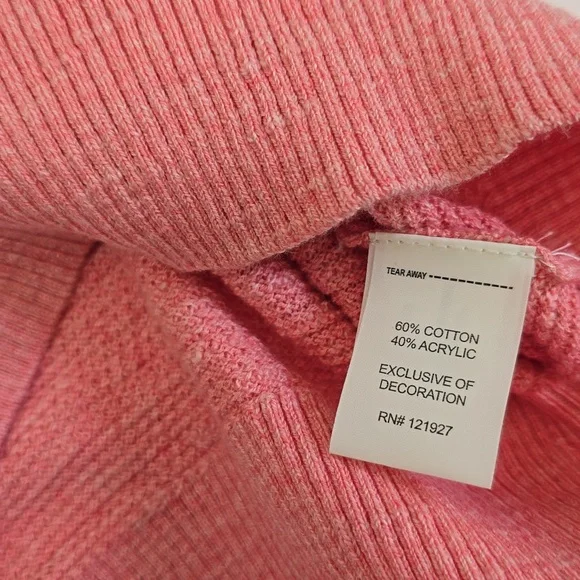 TEAR AWAY ------------
60% COTTON
40% ACRYLIC
EXCLUSIVE OF
DECORATION
RN# 121927